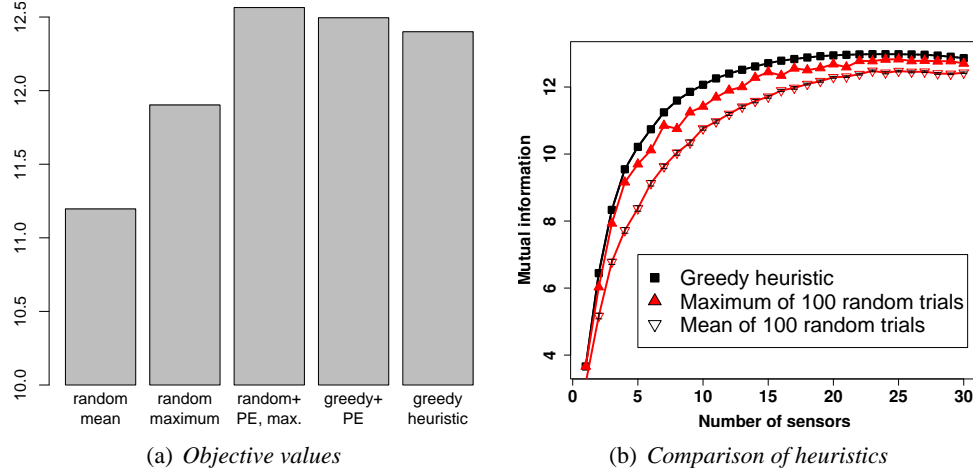 12.5
12.0
11.5
11.0
10.5
10.0
random mean
random maximum
random+ PE, max.
greedy+ PE
greedy heuristic
(a) Objective values
Mutual information
12
10
8
6
4
Greedy heuristic
Maximum of 100 random trials
Mean of 100 random trials
0 5 10 15 20 25 30
Number of sensors
(b) Comparison of heuristics